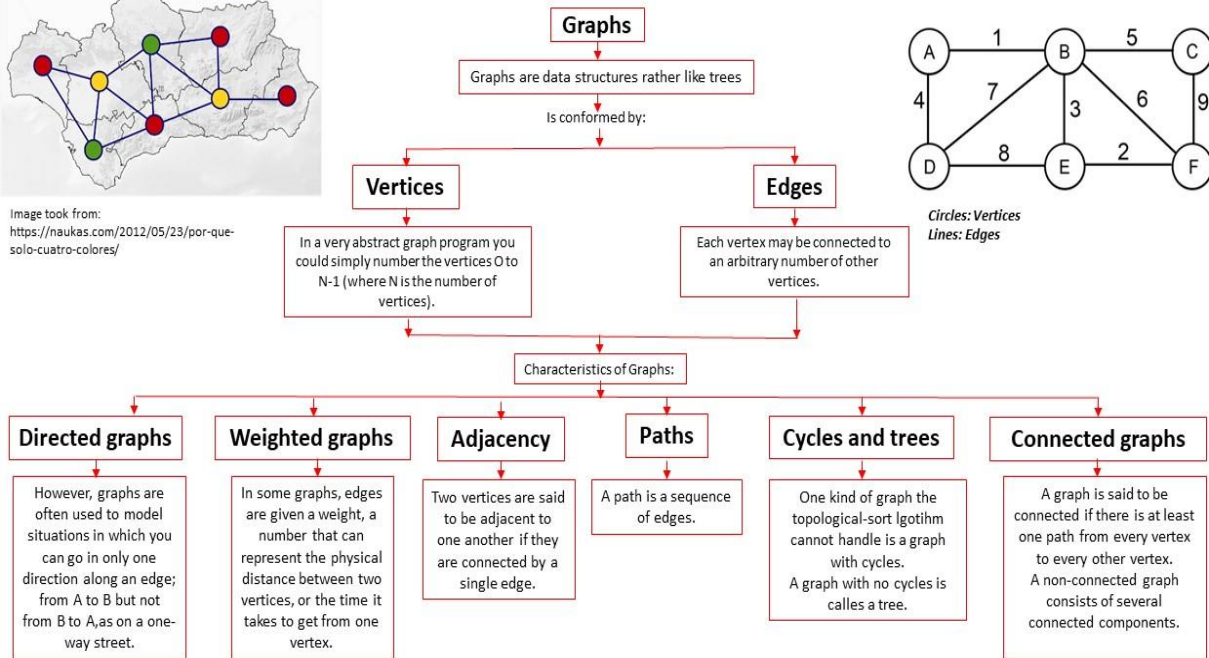 Graphs
Graphs are data structures rather like trees
Is conformed by:
Vertices
Edges
In a very abstract graph program you
could simply number the vertices O to
N-1 (where N is the number of
vertices).
Each vertex may be connected to
an arbitrary number of other
vertices.
Image took from:
https://naukas.com/2012/05/23/por-que-
solo-cuatro-colores/
A 1 B 5 C
4 7 3 6 9
D 8 E 2 F
Circles: Vertices
Lines: Edges
Characteristics of Graphs:
Directed graphs
However, graphs are
often used to model
situations in which you
can go in only one
direction along an edge;
from A to B but not
from B to A,as on a one-
way street.
Weighted graphs
In some graphs, edges
are given a weight, a
number that can
represent the physical
distance between two
vertices, or the time it
takes to get from one
vertex.
Adjacency
Two vertices are said
to be adjacent to
one another if they
are connected by a
single edge.
Paths
A path is a sequence
of edges.
Cycles and trees
One kind of graph the
topological-sort lgotihm
cannot handle is a graph
with cycles.
A graph with no cycles is
calles a tree.
Connected graphs
A graph is said to be
connected if there is at least
one path from every vertex
to every other vertex.
A non-connected graph
consists of several
connected components.